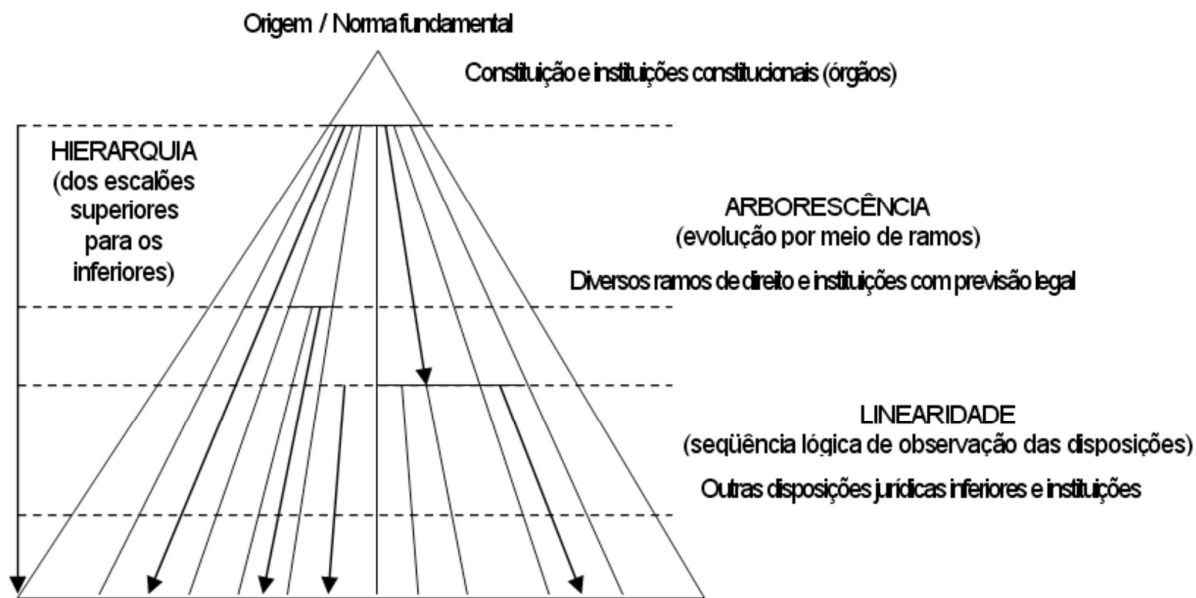 Origem / Norma fundamental
Constituição e instituições constitucionais (órgãos)
HIERARQUIA
(dos escalões
superiores
para os
inferiores)
ARBORESCÊNCIA
(evolução por meio de ramos)
Diversos ramos de direito e instituições com previsão legal
LINEARIDADE
(seqüência lógica de observação das disposições)
Outras disposições jurídicas inferiores e instituições